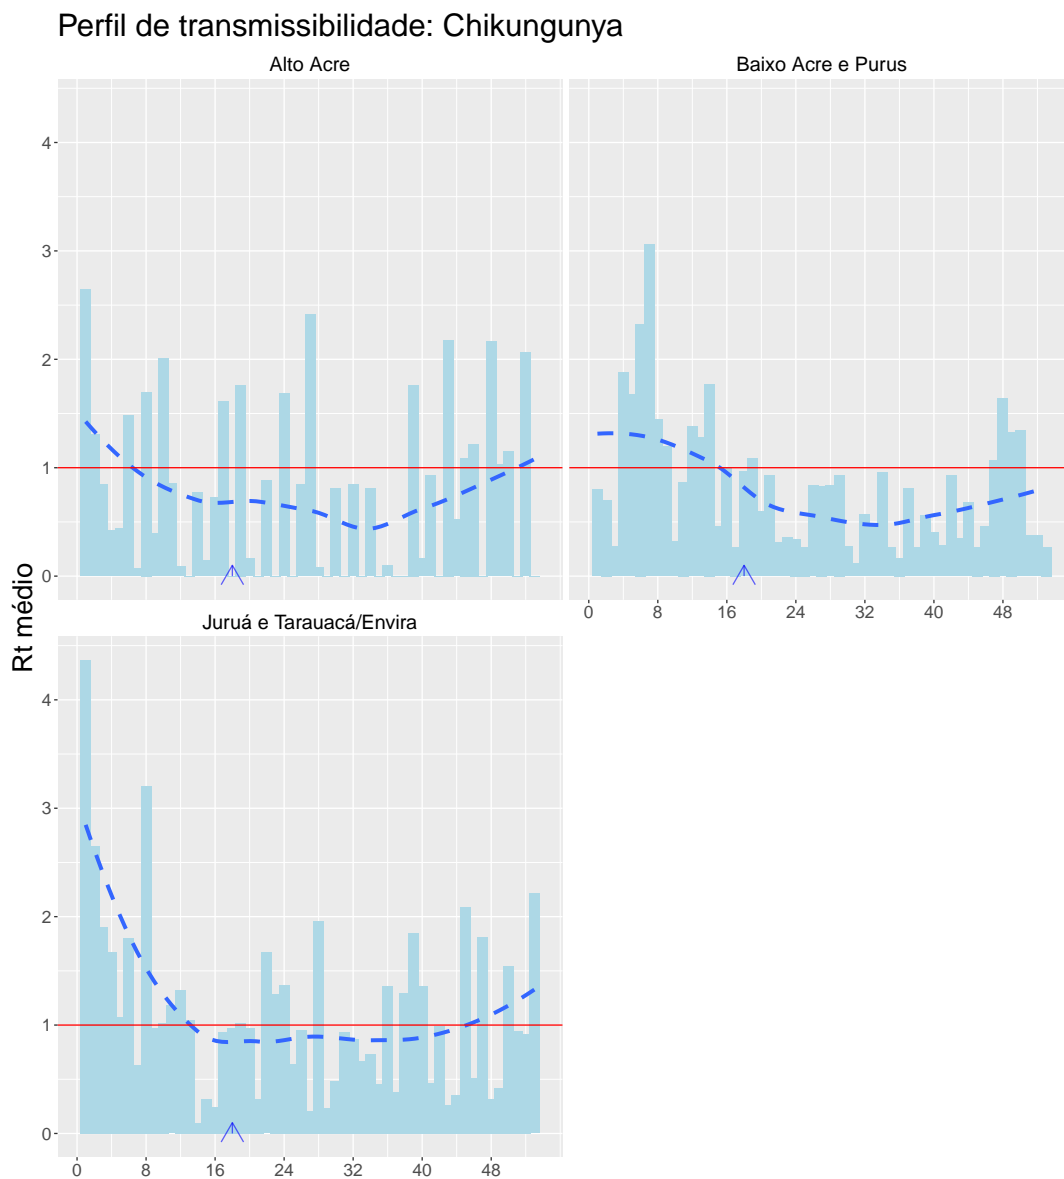 Perfil de transmissibilidade: Chikungunya
Alto Acre
Baixo Acre e Purus
4
3
2
1
0
0 8 16 24 32 40 48
Rt médio
Juruá e Tarauacá/Envira
4
3
2
1
0
0 8 16 24 32 40 48